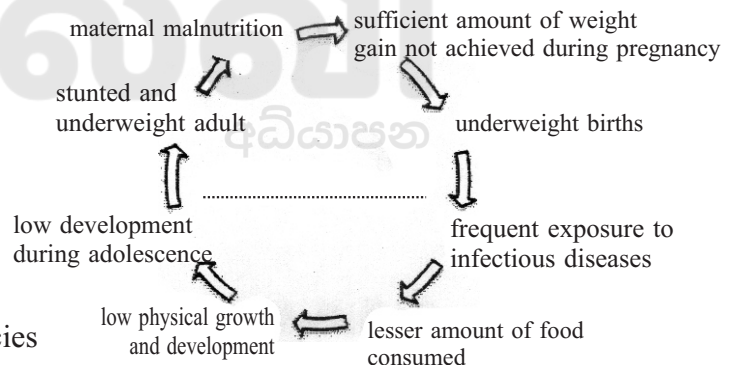 maternal malnutrition
sufficient amount of weight
gain not achieved during pregnancy
stunted and
underweight adult
අධ්‍යාපන
underweight births
low development
during adolescence
frequent exposure to
infectious diseases
low physical growth
and development
lesser amount of food
consumed